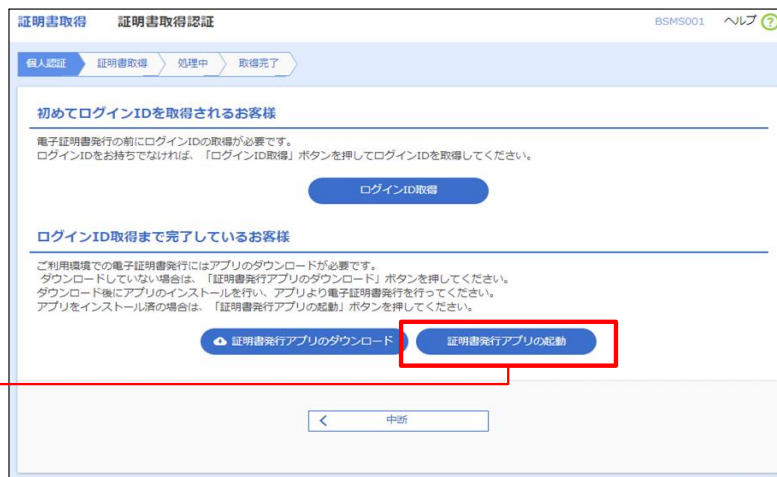 証明書取得 証明書取得認証 BSMS001 ヘルプ ?
個人認証 証明書取得 処理中 取得完了
初めてログインIDを取得されるお客様
電子証明書発行の前にログインIDの取得が必要です。
ログインIDをお持ちでなければ、「ログインID取得」ボタンを押してログインIDを取得してください。
ログインID取得
ログインID取得まで完了しているお客様
ご利用環境での電子証明書発行にはアプリのダウンロードが必要です。
ダウンロードしていない場合は、「証明書発行アプリのダウンロード」ボタンを押してください。
ダウンロード後にアプリのインストールを行い、アプリより電子証明書発行を行ってください。
アプリをインストール済の場合は、「証明書発行アプリの起動」ボタンを押してください。
証明書発行アプリのダウンロード 証明書発行アプリの起動
中断